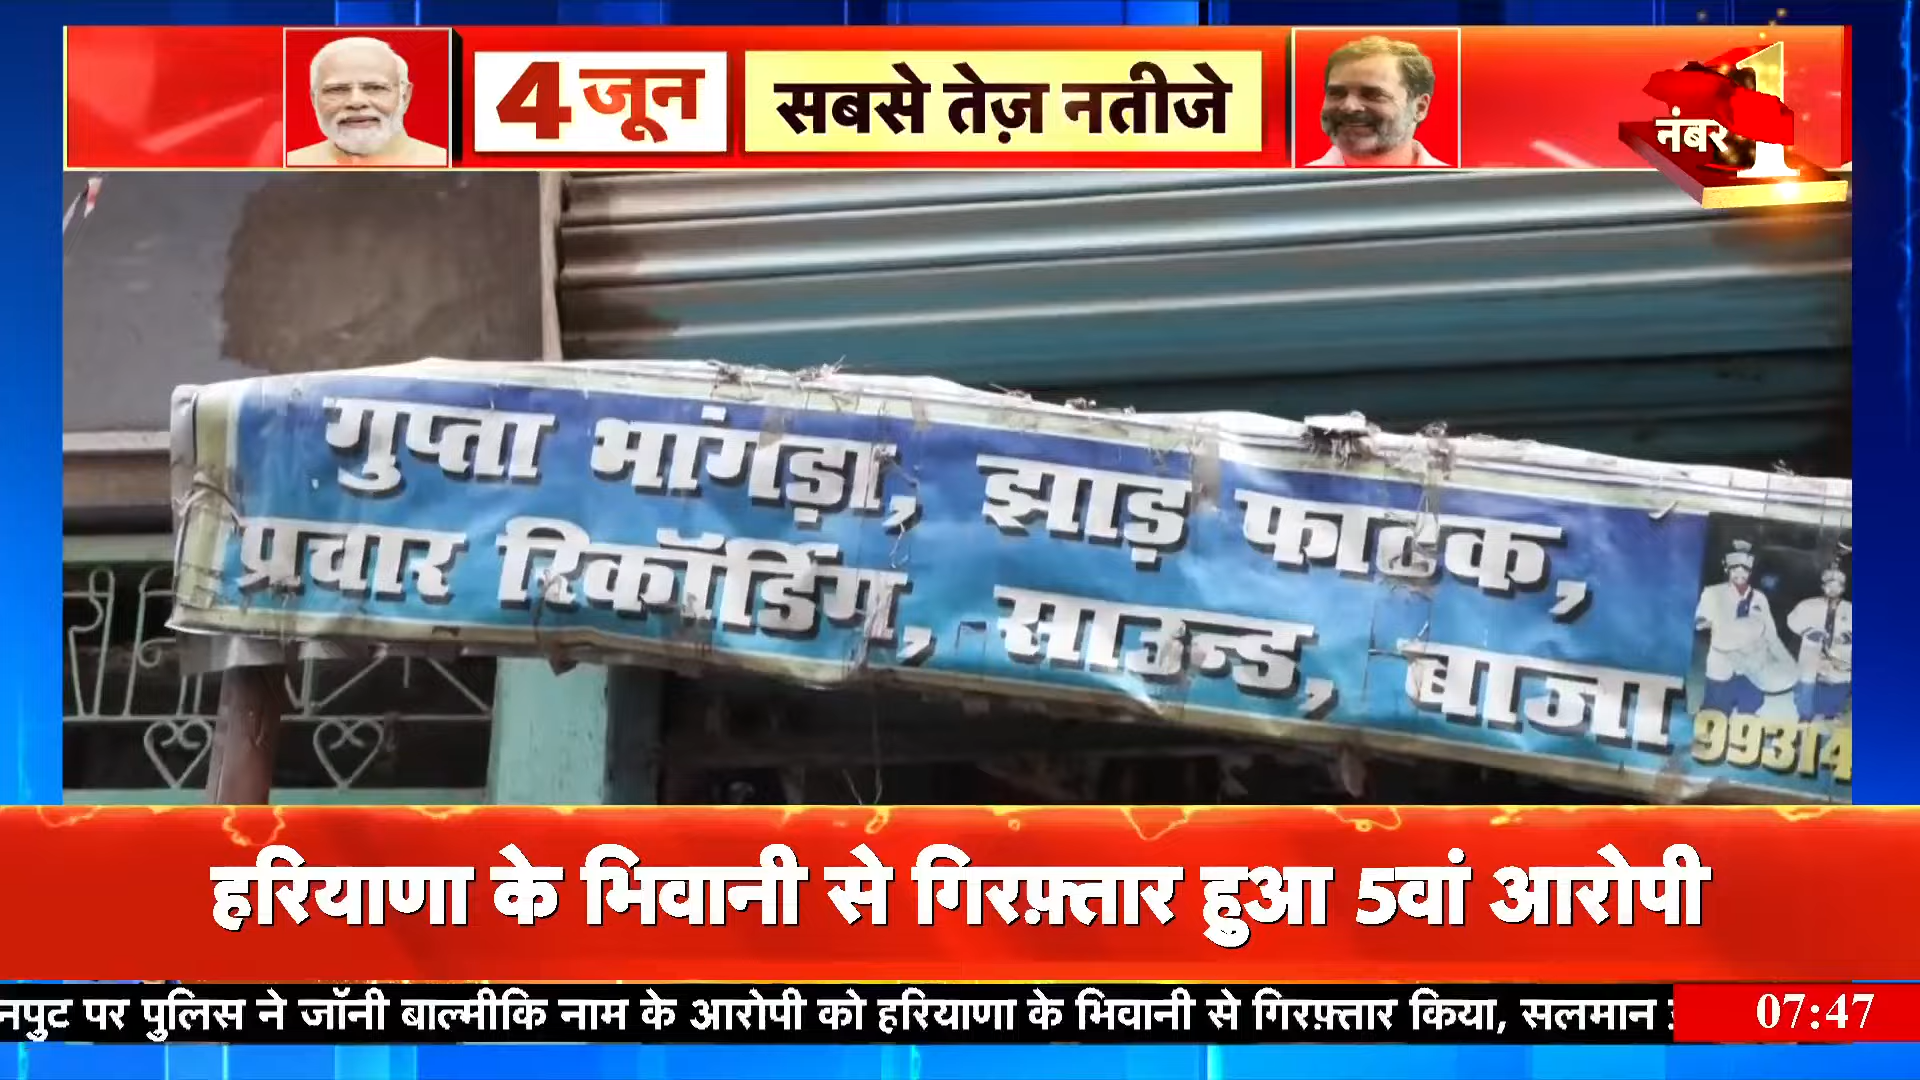 4 जून
सबसे तेज़ नतीजे
नंबर 1
गुप्ता भांगड़ा, झाड़ फाटक,
प्रचार रिकॉर्डिंग, साउन्ड, बाजा
99314
हरियाणा के भिवानी से गिरफ़्तार हुआ 5वां आरोपी
पर पुलिस ने जॉनी बाल्मीकि नाम के आरोपी को हरियाणा के भिवानी से गिरफ़्तार किया, सलमान
07:47